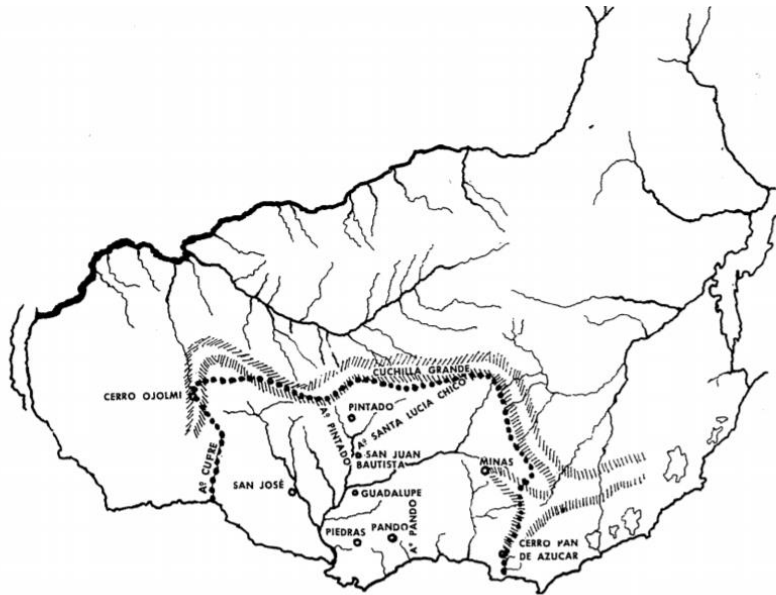 CUCHILLA GRANDE
CERRO OJOLMI
PINTADO
Aº PINTADO
Aº SANTA LUCIA CHICO
SAN JUAN
BAUTISTA
MINAS
Aº CUPRE
SAN JOSÉ
GUADALUPE
PIEDRAS
PANDO
Aº PANDO
CERRO PAN
DE AZUCAR